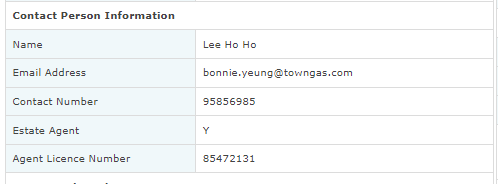 Contact Person Information
Name Lee Ho Ho
Email Address bonnie.yeung@towngas.com
Contact Number 95856985
Estate Agent Y
Agent Licence Number 85472131